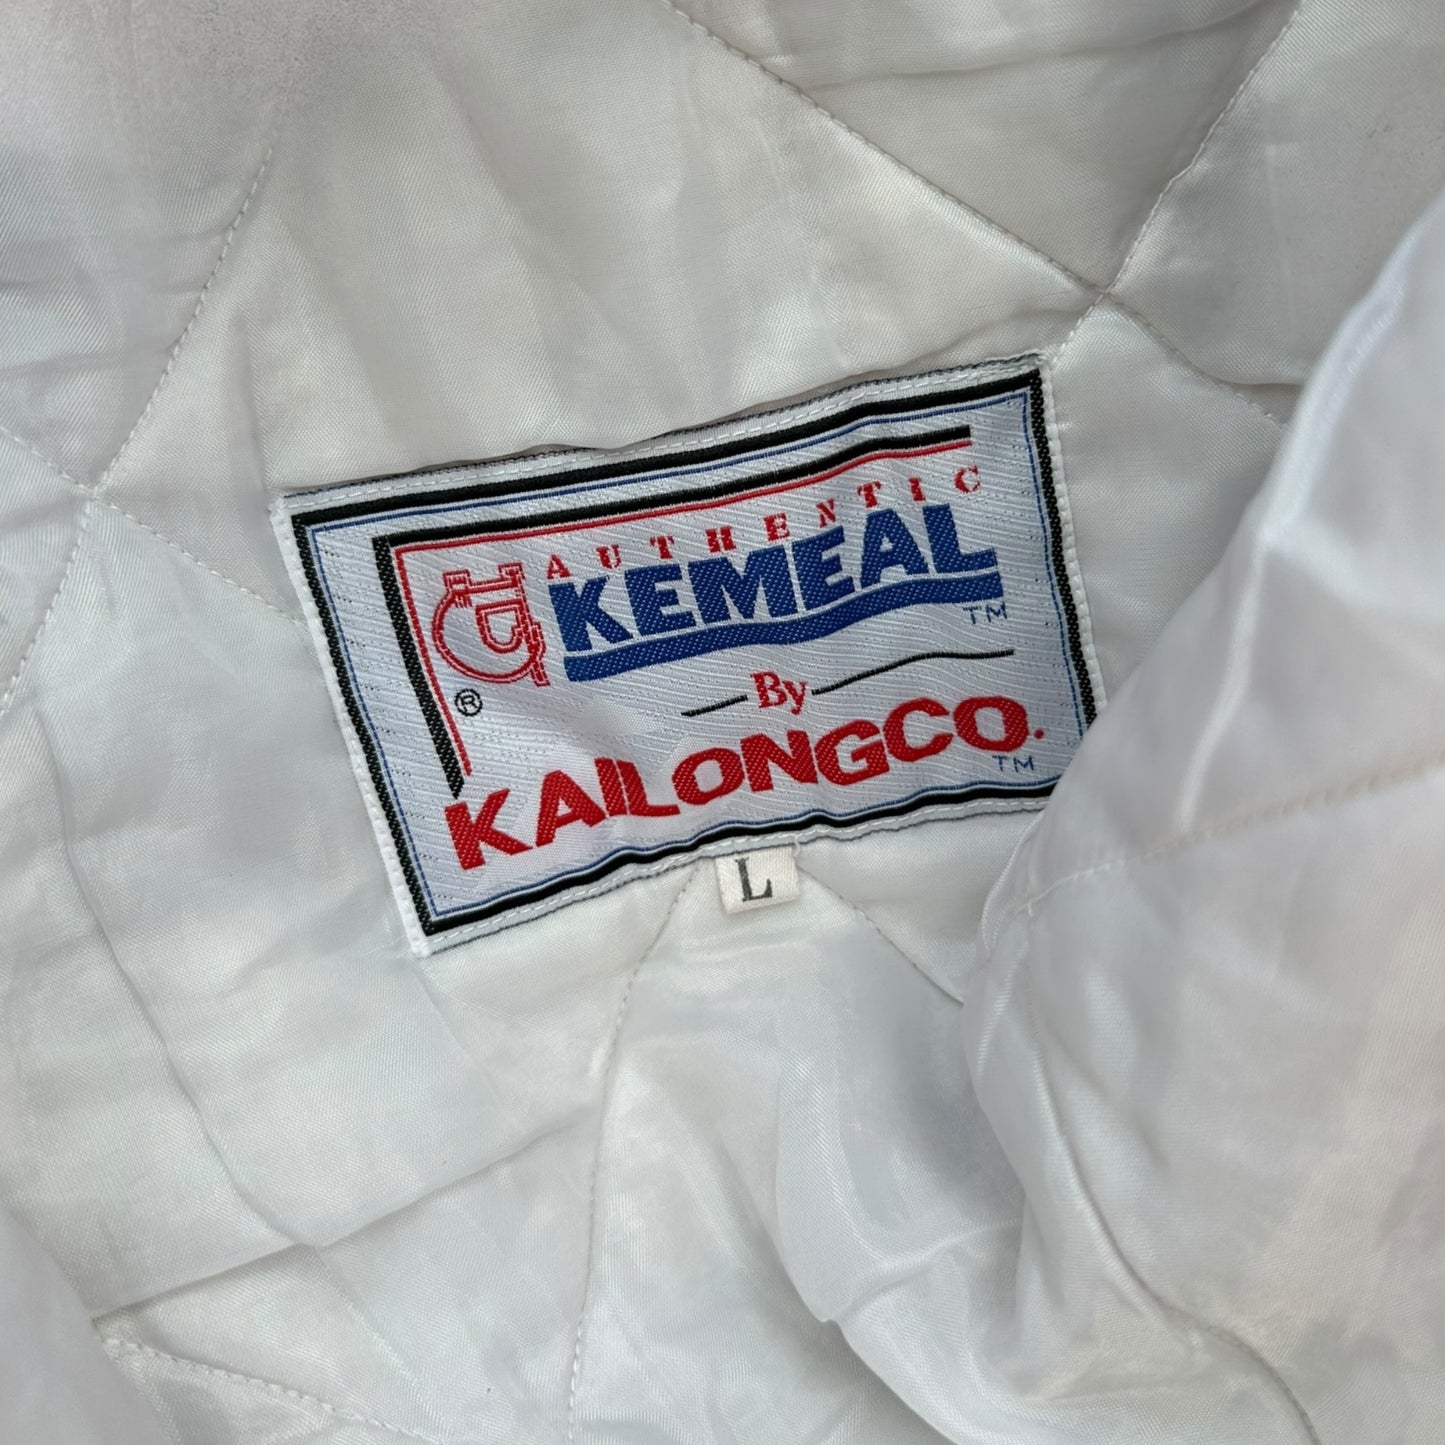 AUTHENTIC
KEMEAL
TM
®
By
KAILONGCO.
TM
L